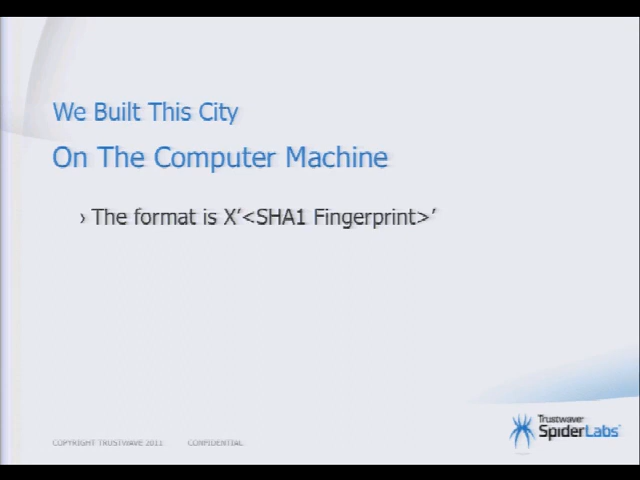 We Built This City
On The Computer Machine
› The format is X'<SHA1 Fingerprint>'
COPYRIGHT TRUSTWAVE 2011 CONFIDENTIAL
Trustwave®
SpiderLabs®